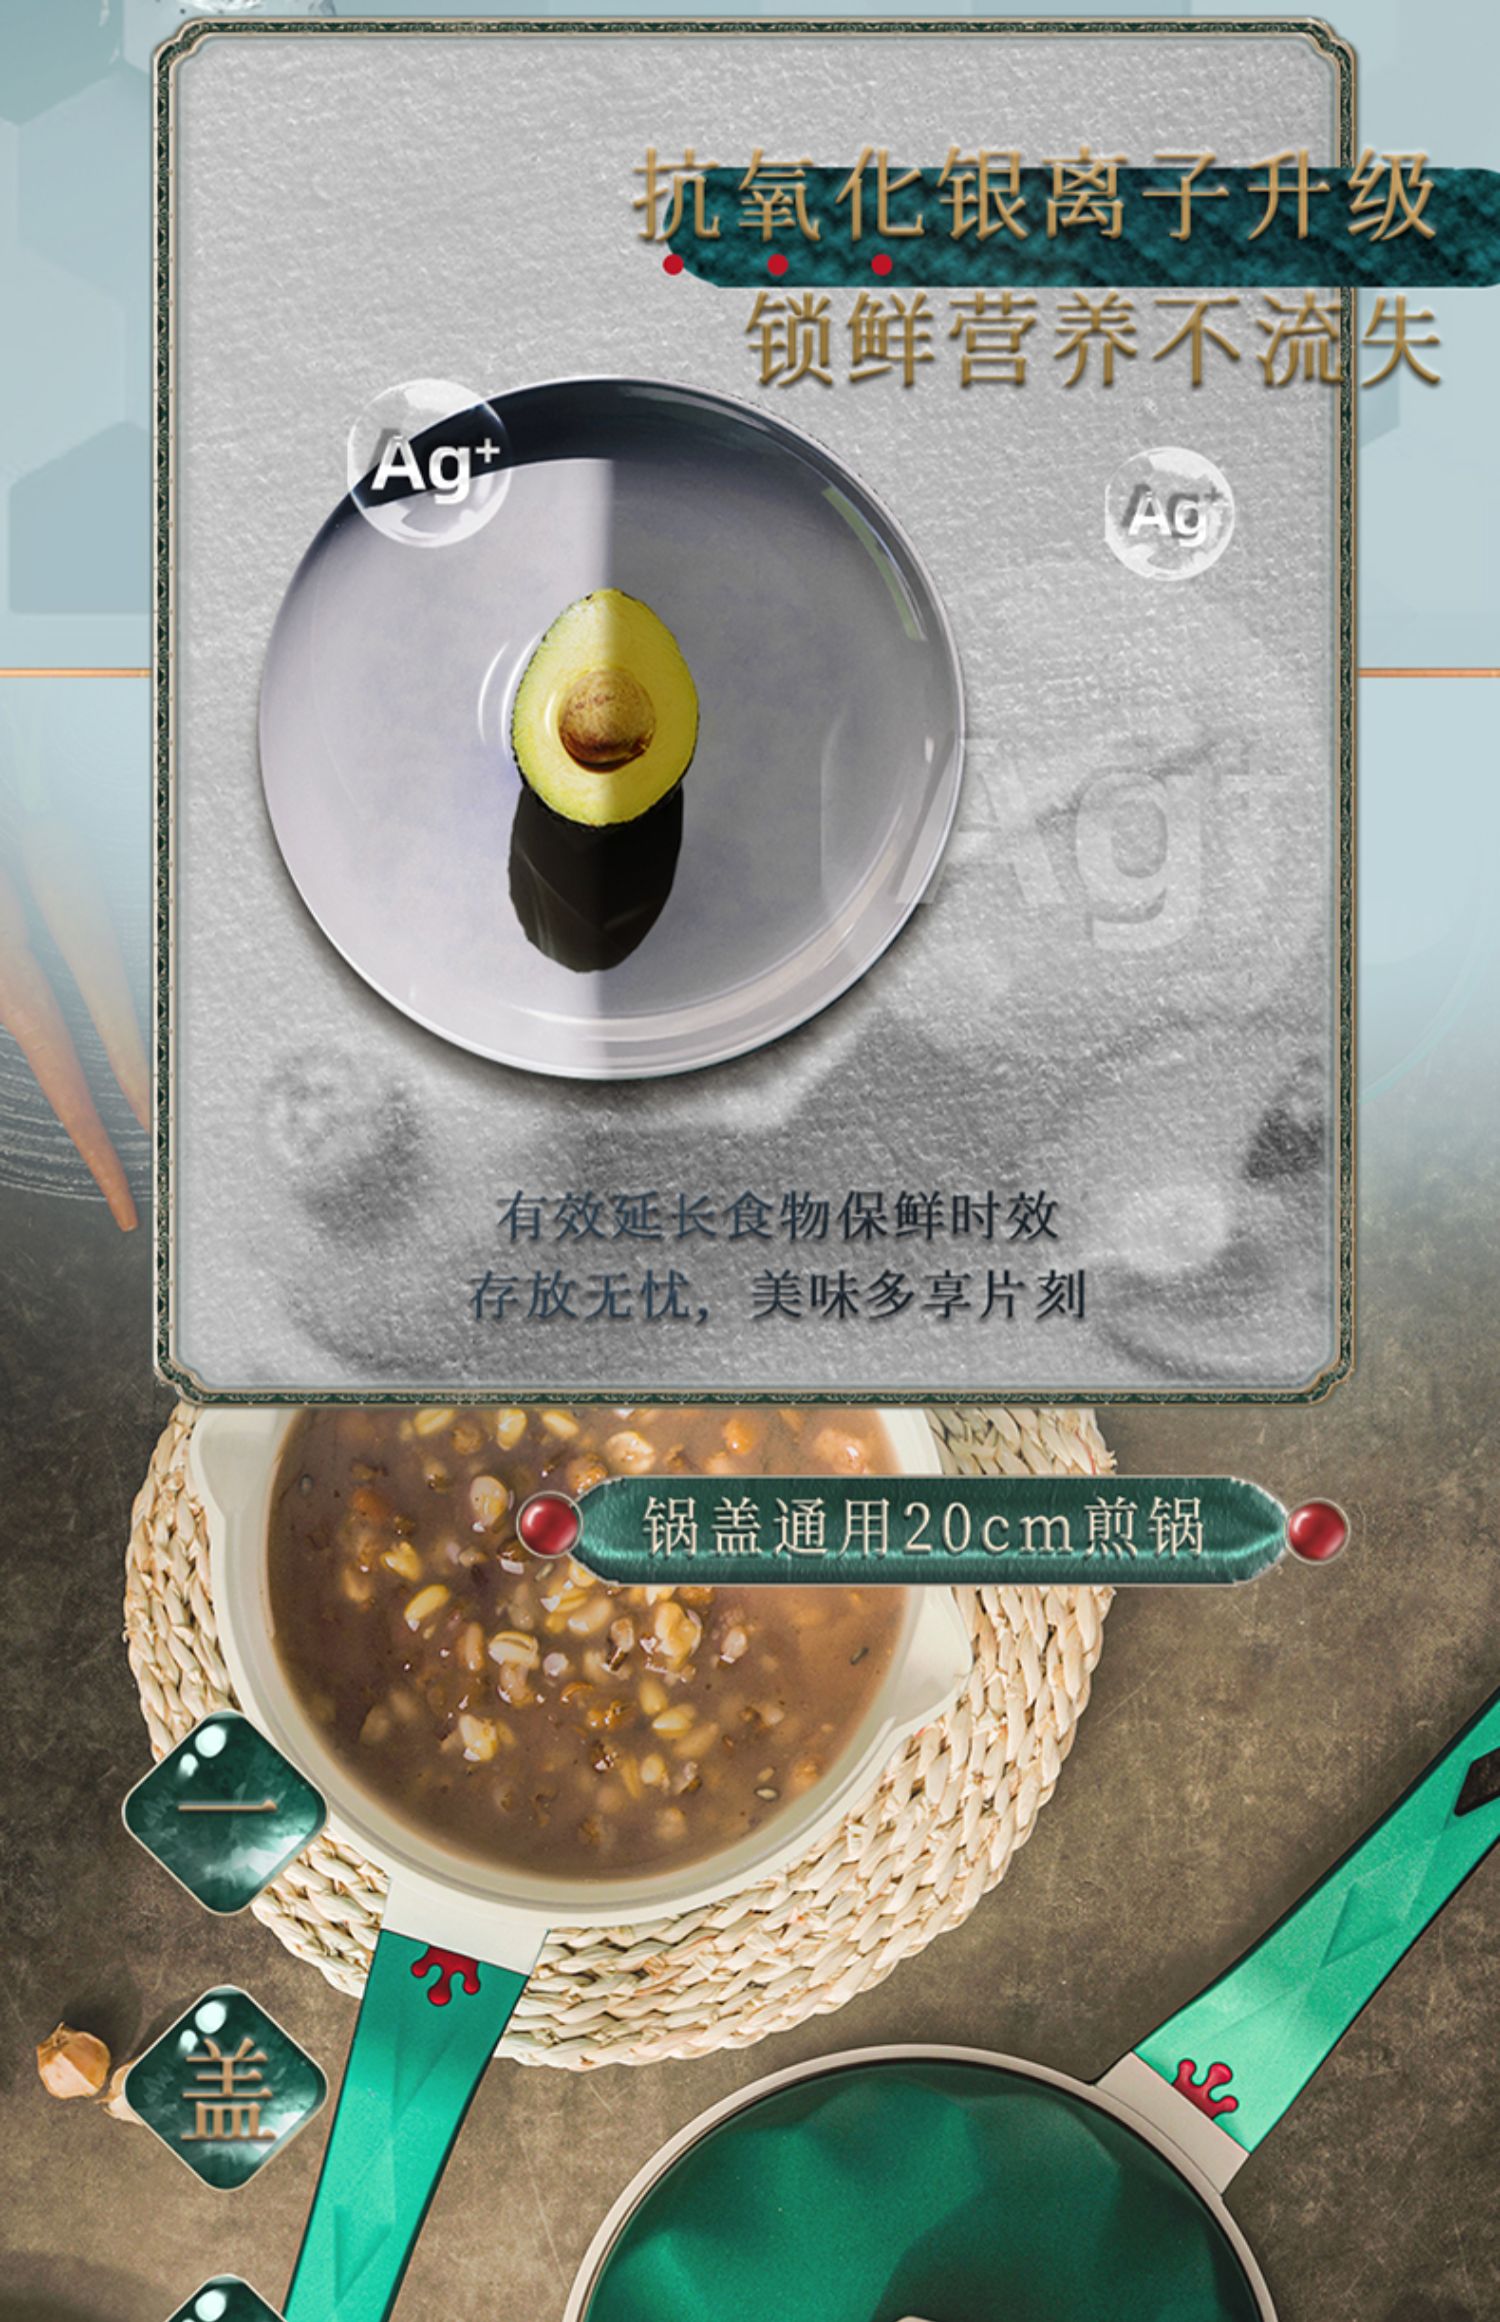 抗氧化银离子升级
锁鲜营养不流失
Ag⁺
Ag⁺
Ag⁺
有效延长食物保鲜时效
存放无忧，美味多享片刻
锅盖通用20cm煎锅
一
盖